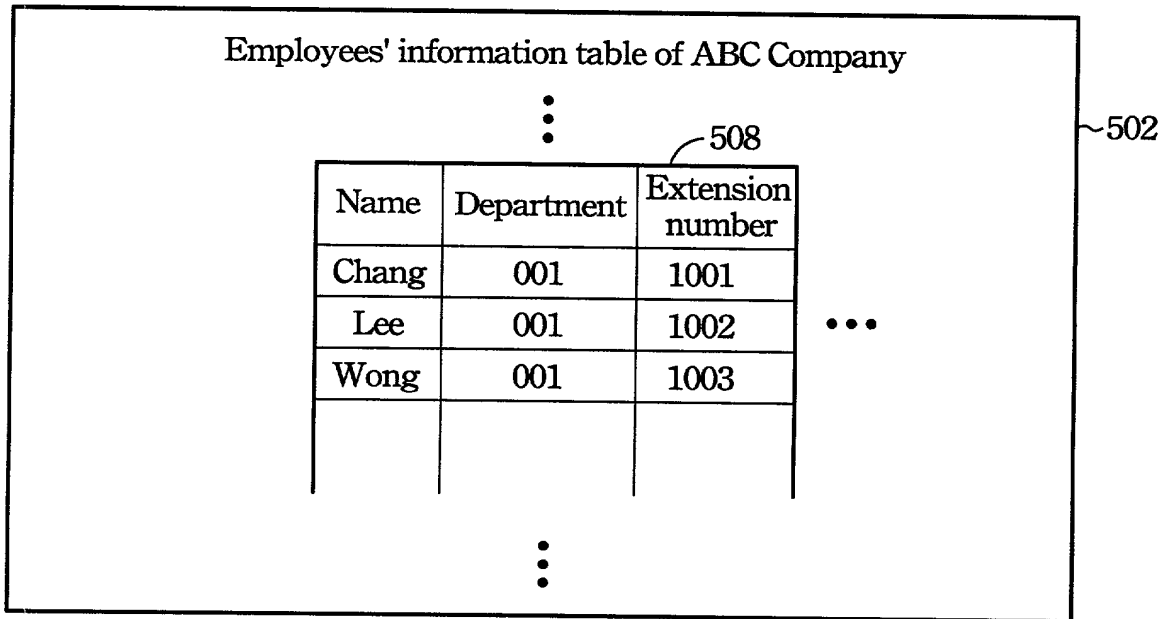 Employees' information table of ABC Company
502
508
Name Department Extension number
Chang 001 1001
Lee 001 1002
Wong 001 1003